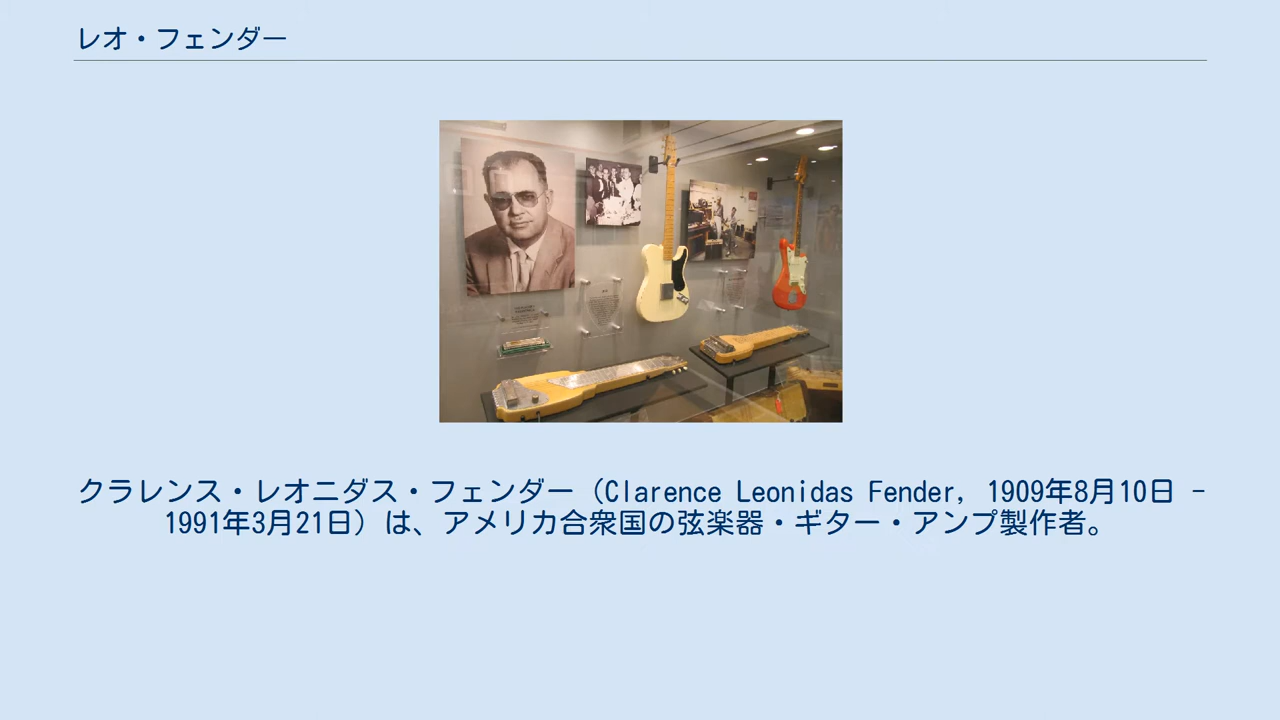 レオ・フェンダー
クラレンス・レオニダス・フェンダー（Clarence Leonidas Fender, 1909年8月10日 -
1991年3月21日）は、アメリカ合衆国の弦楽器・ギター・アンプ製作者。